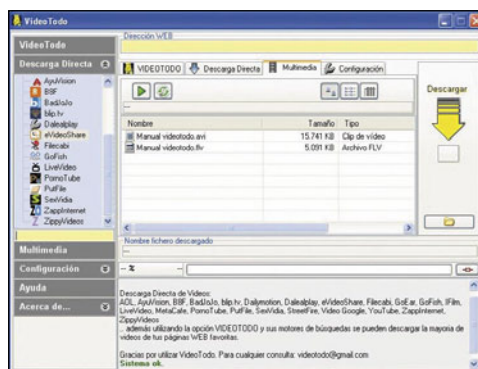 VideoTodo
VideoTodo
Dirección WEB
Descarga Directa
VIDEOTODO
Descarga Directa
Multimedia
Configuración
AyuVision
B8F
BadJoJo
blip.tv
Dalealplay
eVideoShare
Filecabi
GoFish
LiveVideo
PornoTube
PutFile
SexVidia
ZappInternet
ZippyVideos
Descargar
--
Nombre
Tamaño
Tipo
Manual videotodo.avi
15.741 KB
Clip de vídeo
Manual videotodo.flv
5.091 KB
Archivo FLV
Multimedia
Configuración
Ayuda
Acerca de...
Nombre fichero descargado
--
-- %
Descarga Directa de Videos:
AOL, AyuVision, B8F, BadJoJo, blip.tv, Dailymotion, Dalealplay, eVideoShare, Filecabi, GoEar, GoFish, IFilm,
LiveVideo, MetaCafe, PornoTube, PutFile, SexVidia, StreetFire, Video Google, YouTube, ZappInternet,
ZippyVideos
... además utilizando la opción VIDEOTODO y sus motores de búsquedas se pueden descargar la mayoria de
videos de tus páginas WEB favoritas.
Gracias por utilizar VideoTodo. Para cualquier consulta: videotodo@gmail.com
Sistema ok.